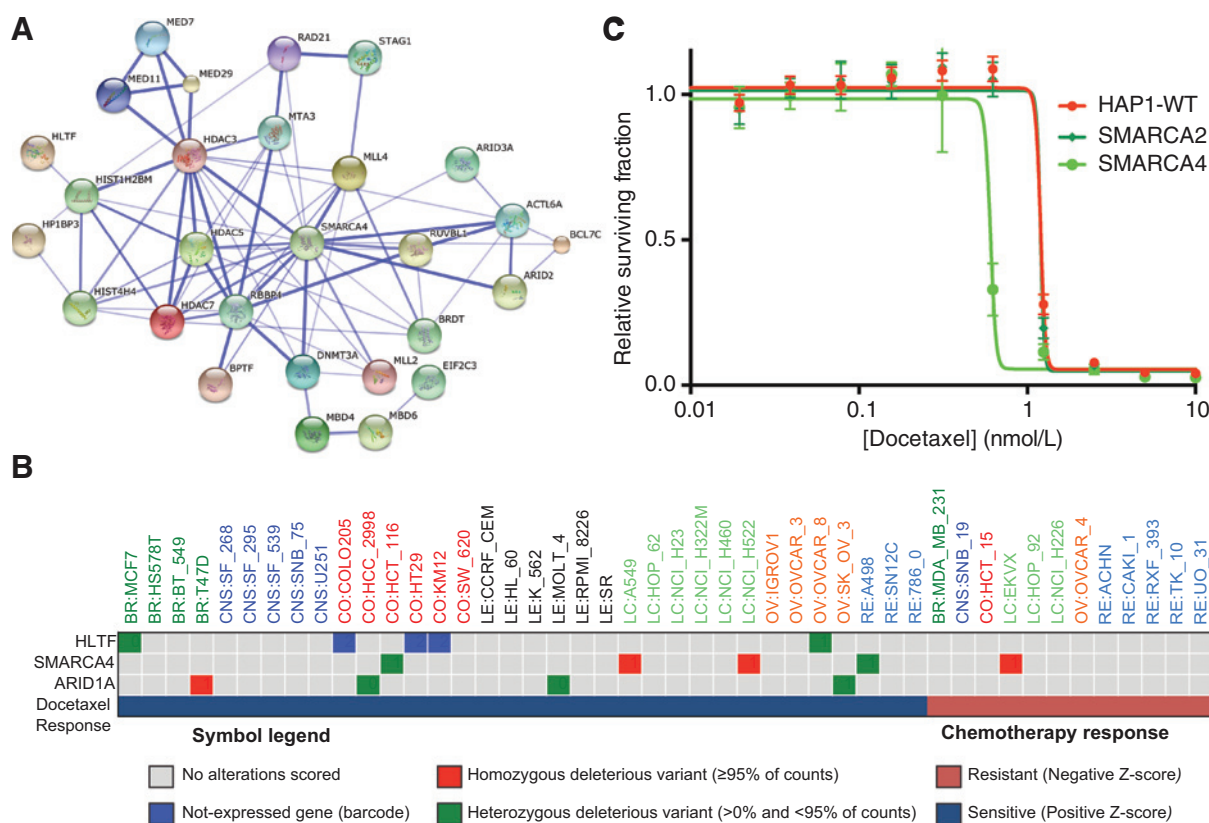 A
MED7
RAD21
STAG1
MED29
MED11
MTA3
HLTF
HDAC3
MLL4
ARID3A
HIST1H2BM
ACTL6A
SMARCA4
HP1BP3
HDAC5
RUVBL1
BCL7C
ARID2
HIST4H4
HDAC7
RBBP4
BRDT
DNMT3A
MLL2
EIF2C3
BPTF
MBD4
MBD6
C
1.0
0.5
0.0
Relative surviving fraction
0.01
0.1
1
10
[Docetaxel] (nmol/L)
HAP1-WT
SMARCA2
SMARCA4
B
BR:MCF7
BR:HS578T
BR:BT_549
BR:T47D
CNS:SF_268
CNS:SF_295
CNS:SF_539
CNS:SNB_75
CNS:U251
CO:COLO205
CO:HCC_2998
CO:HCT_116
CO:HT29
CO:KM12
CO:SW_620
LE:CCRF_CEM
LE:HL_60
LE:K_562
LE:MOLT_4
LE:RPMI_8226
LE:SR
LC:A549
LC:HOP_62
LC:NCI_H23
LC:NCI_H322M
LC:NCI_H460
LC:NCI_H522
OV:IGROV1
OV:OVCAR_3
OV:OVCAR_8
OV:SK_OV_3
RE:A498
RE:SN12C
RE:786_0
BR:MDA_MB_231
CNS:SNB_19
CO:HCT_15
LC:EKVX
LC:HOP_92
LC:NCI_H226
OV:OVCAR_4
RE:ACHN
RE:CAKI_1
RE:RXF_393
RE:TK_10
RE:UO_31
HLTF
SMARCA4
ARID1A
Docetaxel
Response
Symbol legend
Chemotherapy response
No alterations scored
Homozygous deleterious variant (≥95% of counts)
Resistant (Negative Z-score)
Not-expressed gene (barcode)
Heterozygous deleterious variant (>0% and <95% of counts)
Sensitive (Positive Z-score)